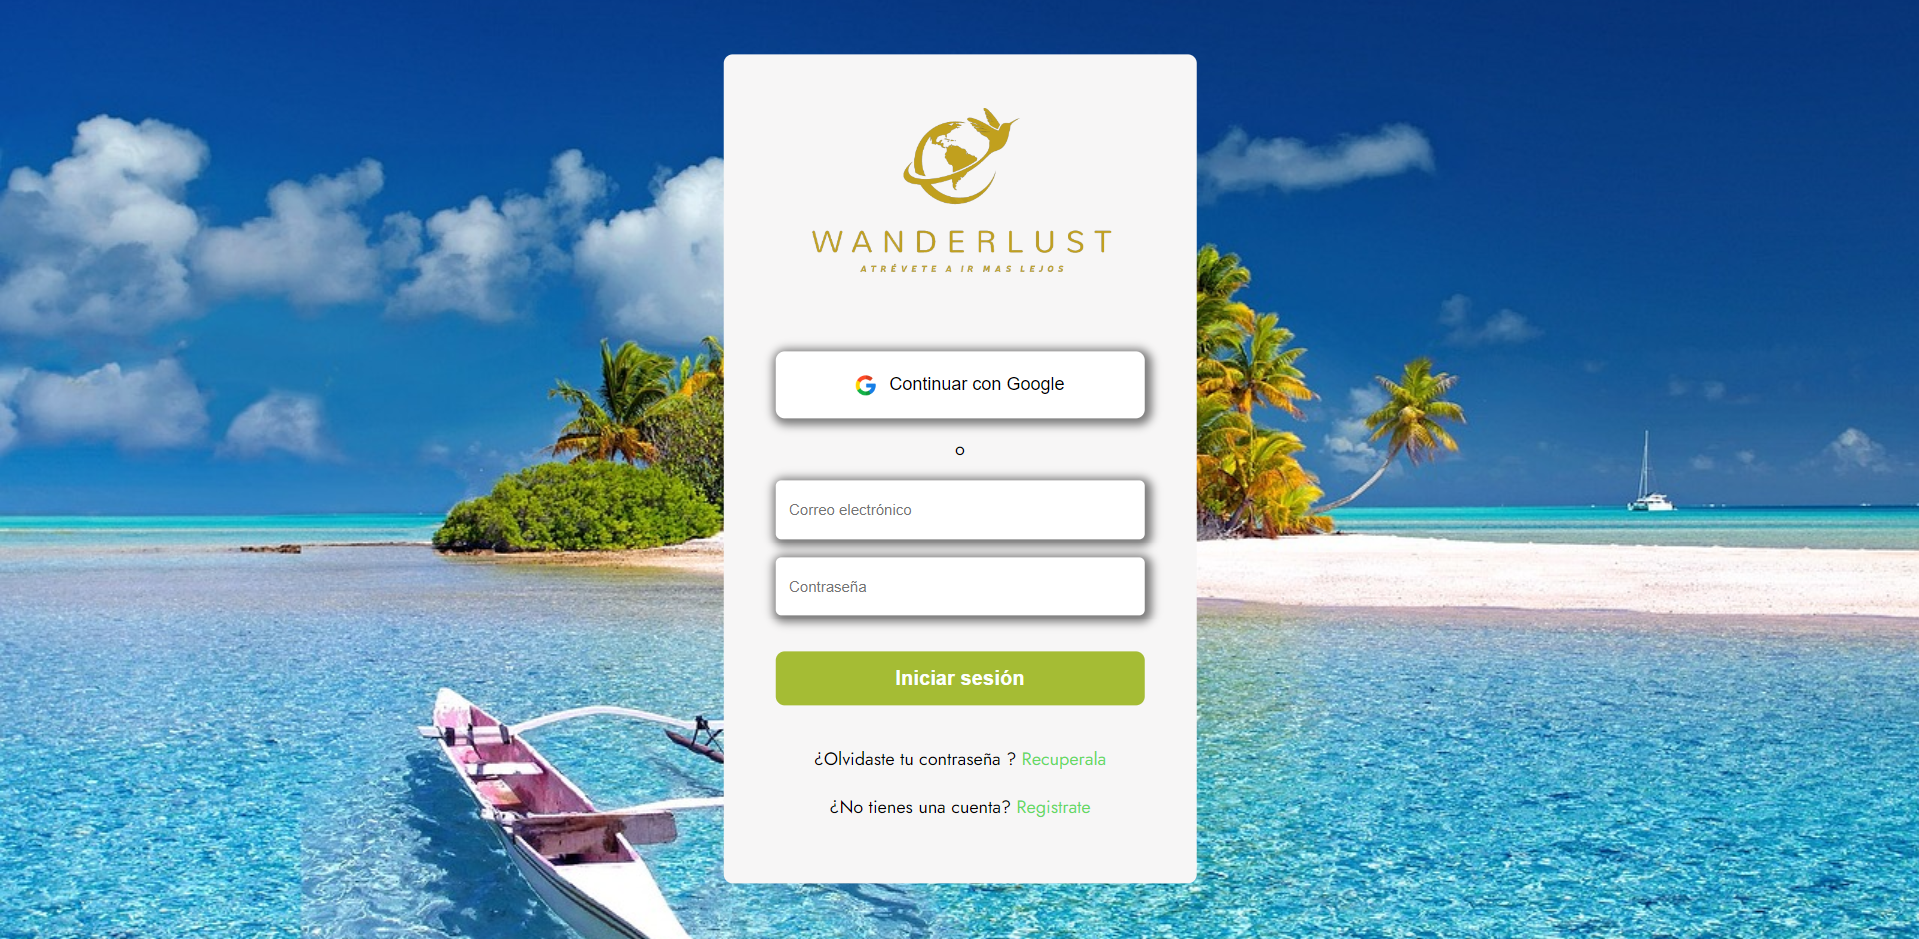 WANDERLUST
ATRÉVETE A IR MAS LEJOS
Continuar con Google
o
Correo electrónico
Contraseña
Iniciar sesión
¿Olvidaste tu contraseña ? Recuperala
¿No tienes una cuenta? Registrate